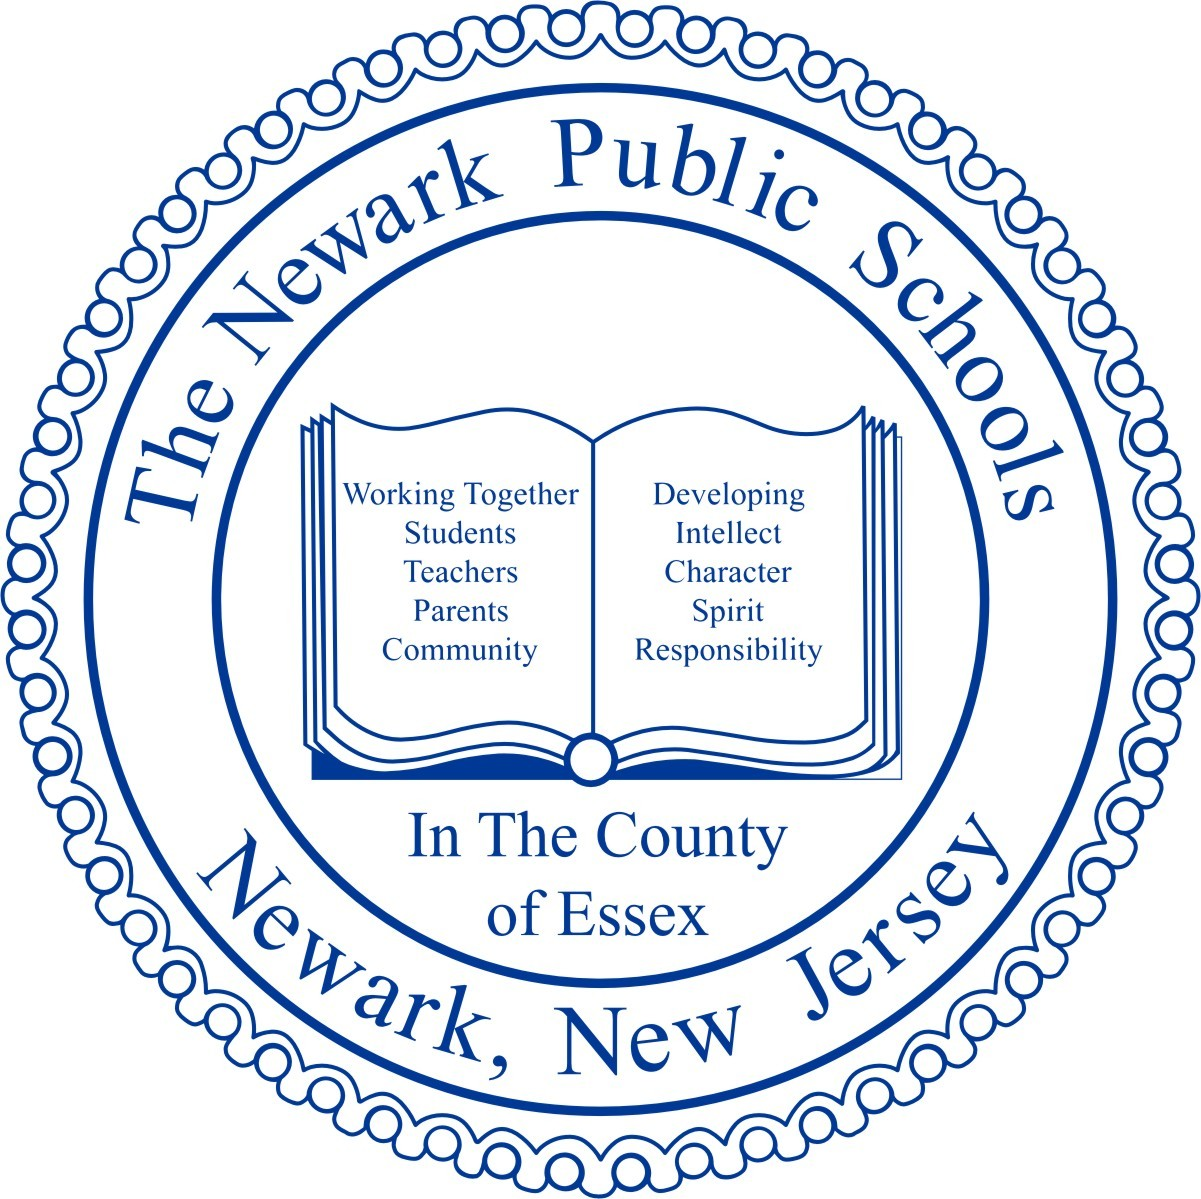 The Newark Public Schools
Working Together
Students
Teachers
Parents
Community
Developing
Intellect
Character
Spirit
Responsibility
In The County
of Essex
Newark, New Jersey